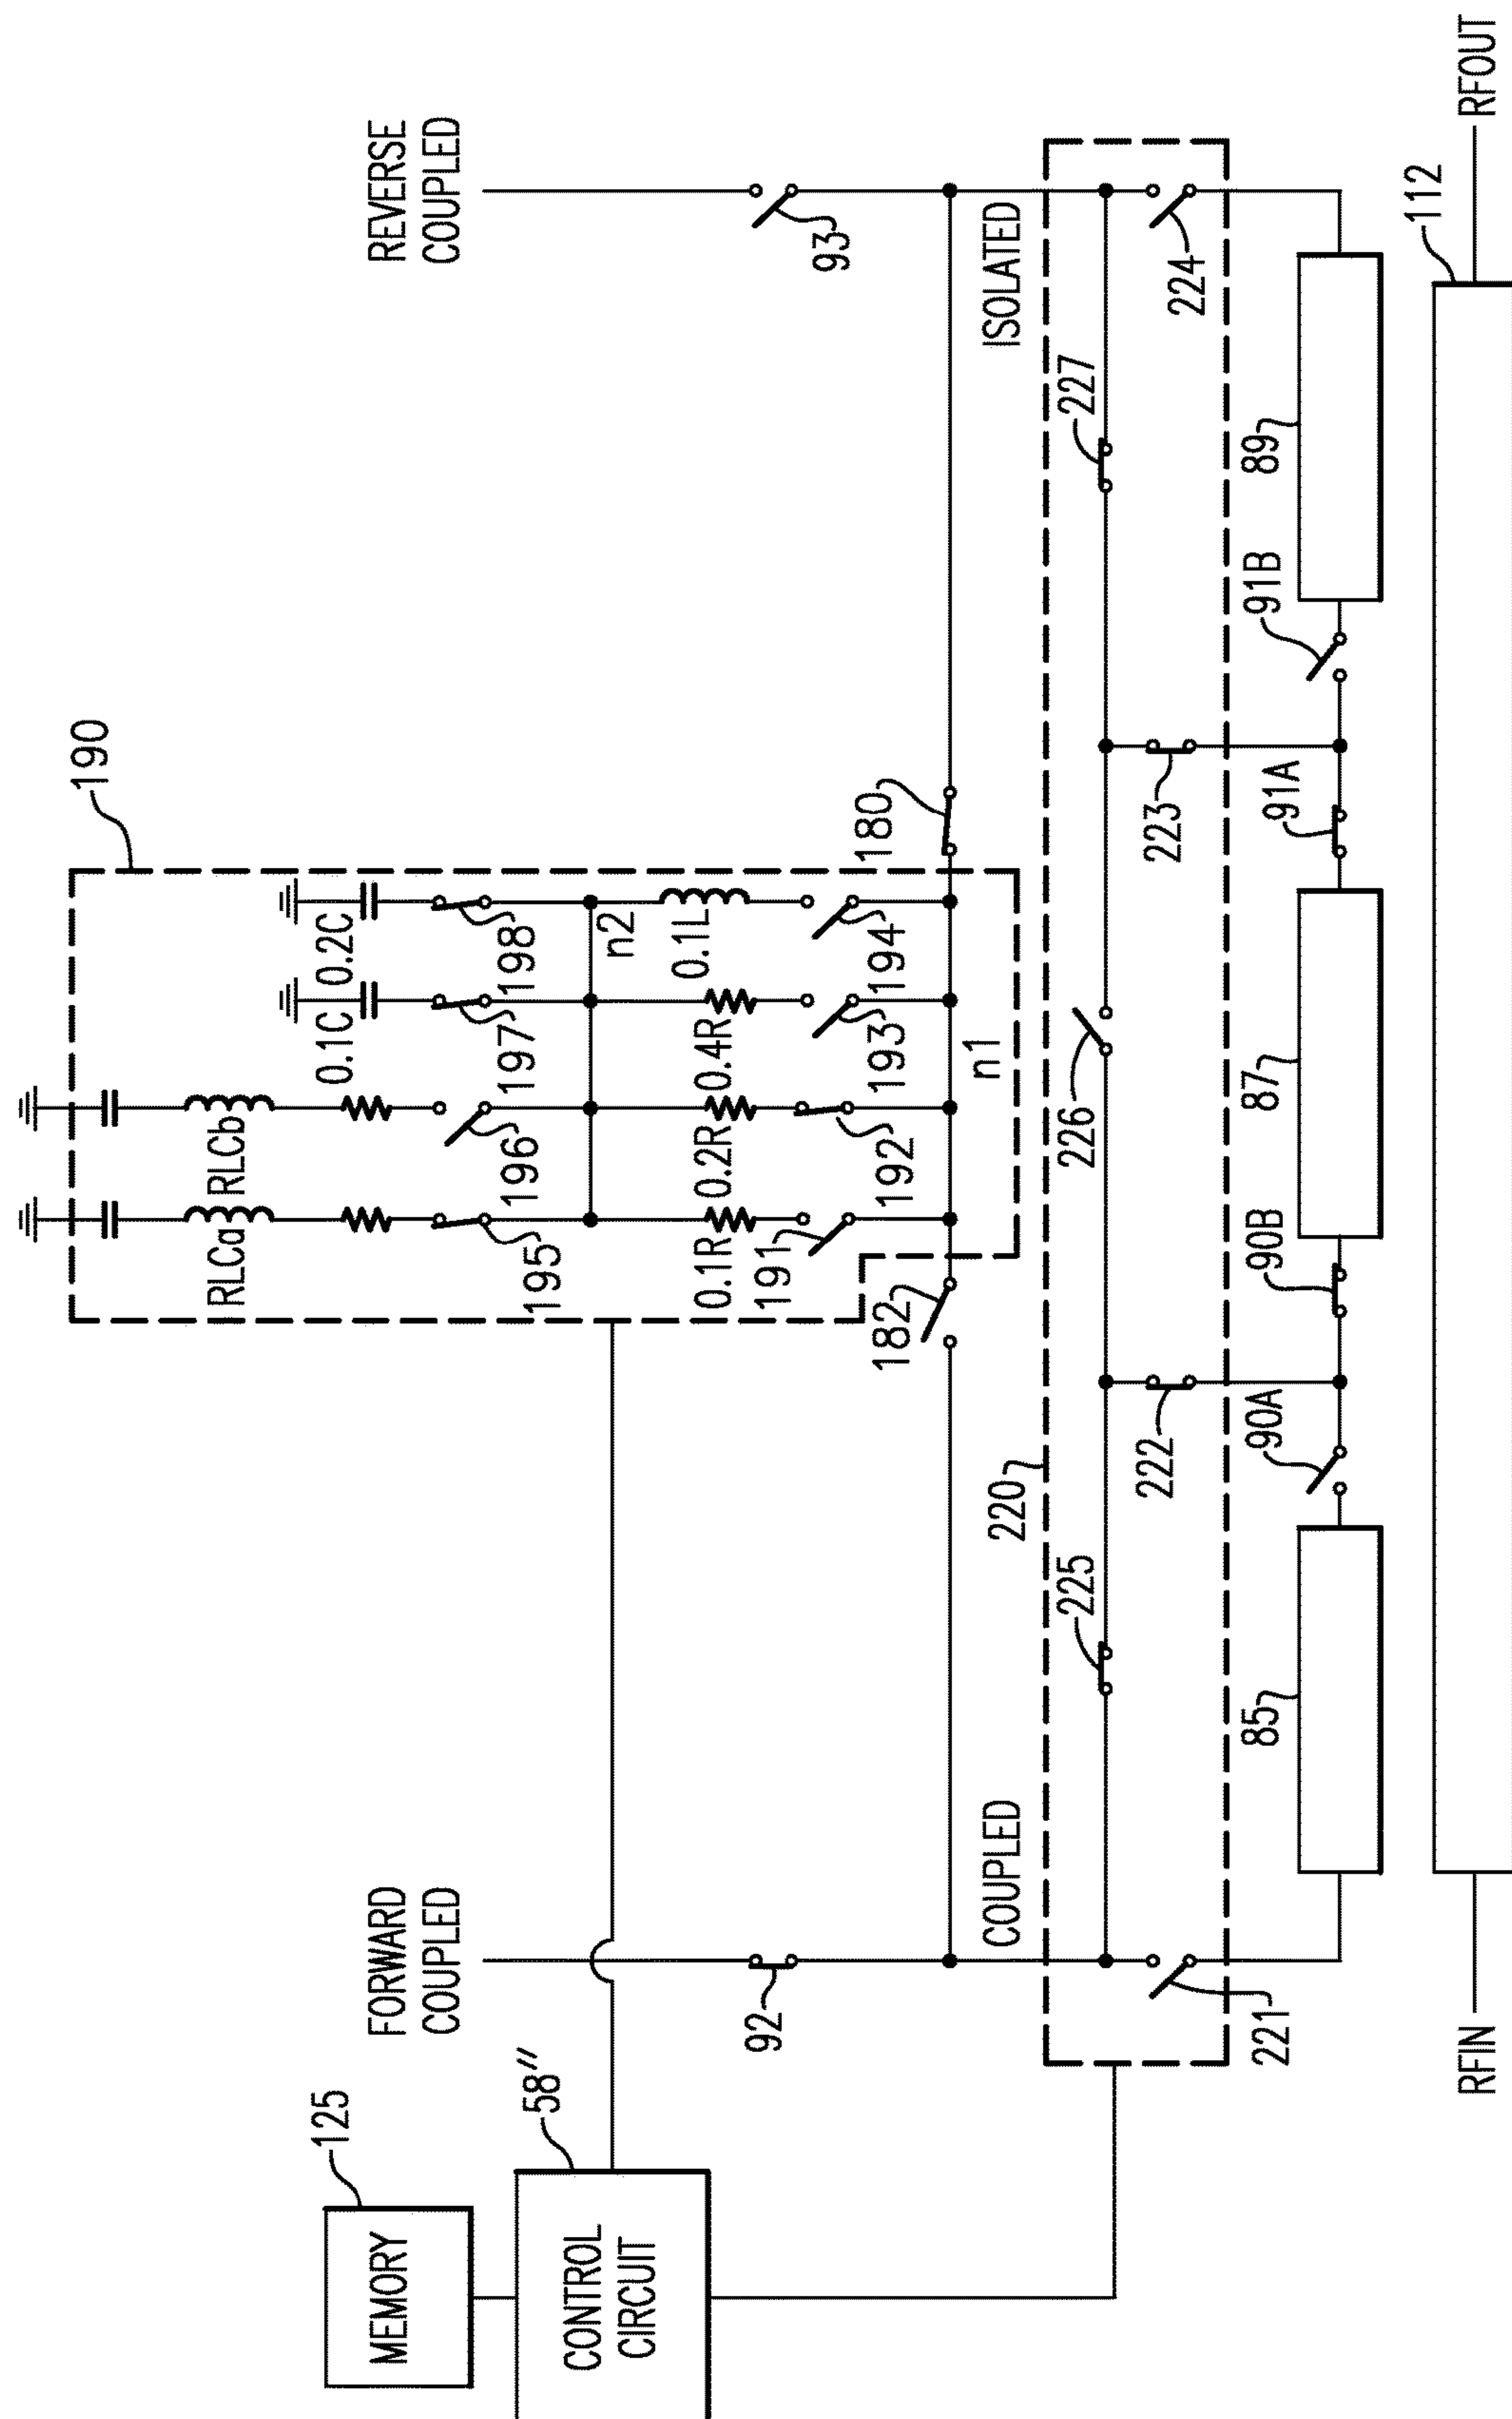 MEMORY
125
CONTROL
CIRCUIT
58"
FORWARD
COUPLED
92
REVERSE
COUPLED
93
190
RLCa
RLCb
0.1C
0.2C
195
196
197
198
n2
0.1R
0.2R
0.4R
0.1L
191
192
193
194
n1
182
180
COUPLED
ISOLATED
220
225
226
227
221
222
223
224
90A
90B
91A
91B
85
87
89
112
RFIN
RFOUT